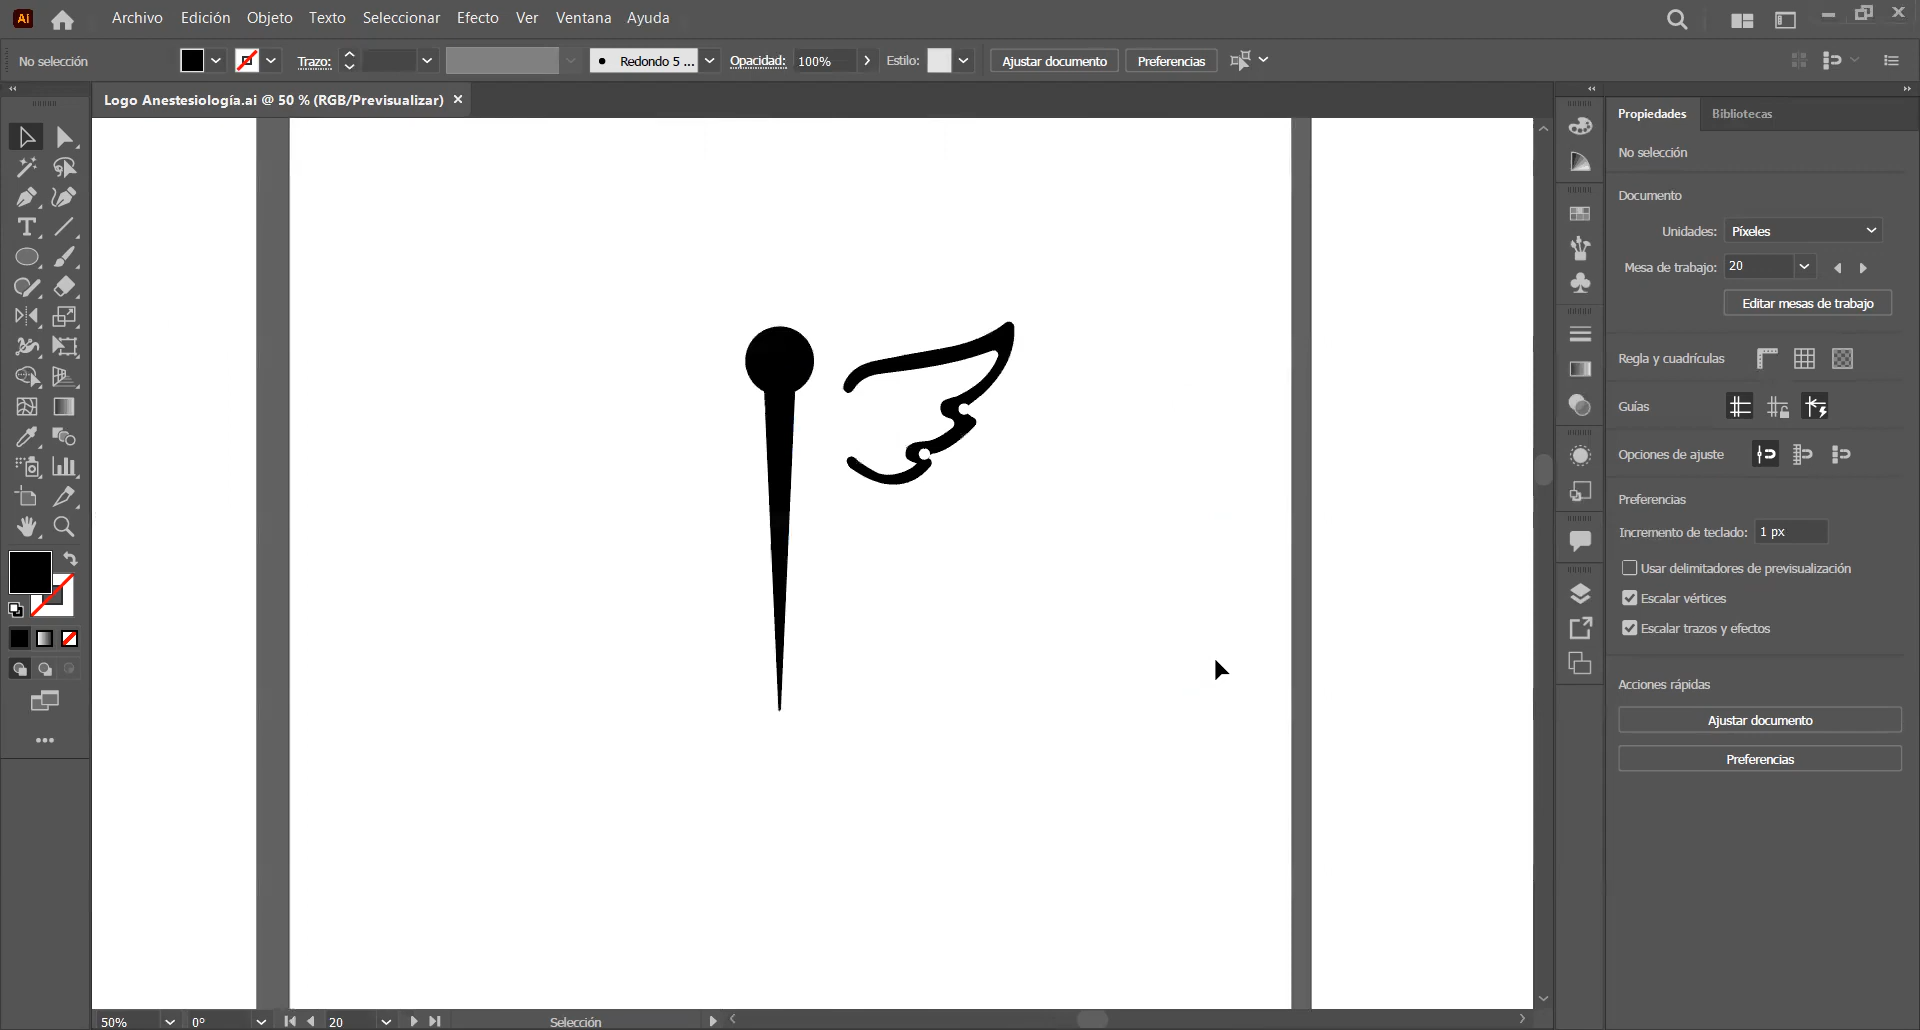 Ai
Archivo Edición Objeto Texto Seleccionar Efecto Ver Ventana Ayuda
No selección Trazo: Redondo 5 ... Opacidad: 100% Estilo: Ajustar documento Preferencias
Logo Anestesiología.ai @ 50 % (RGB/Previsualizar)
Propiedades Bibliotecas
No selección
Documento
Unidades: Píxeles
Mesa de trabajo: 20
Editar mesas de trabajo
Regla y cuadrículas
Guías
Opciones de ajuste
Preferencias
Incremento de teclado: 1 px
Usar delimitadores de previsualización
Escalar vértices
Escalar trazos y efectos
Acciones rápidas
Ajustar documento
Preferencias
50% 0° 20 Selección